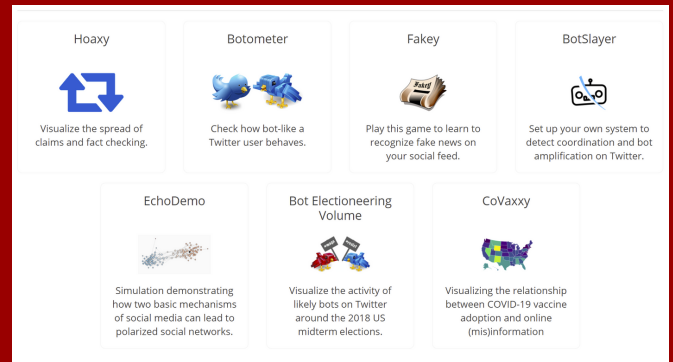 Hoaxy
Visualize the spread of
claims and fact checking.
Botometer
Check how bot-like a
Twitter user behaves.
Fakey
Play this game to learn to
recognize fake news on
your social feed.
BotSlayer
Set up your own system to
detect coordination and bot
amplification on Twitter.
EchoDemo
Simulation demonstrating
how two basic mechanisms
of social media can lead to
polarized social networks.
Bot Electioneering
Volume
Visualize the activity of
likely bots on Twitter
around the 2018 US
midterm elections.
CoVaxxy
Visualizing the relationship
between COVID-19 vaccine
adoption and online
(mis)information